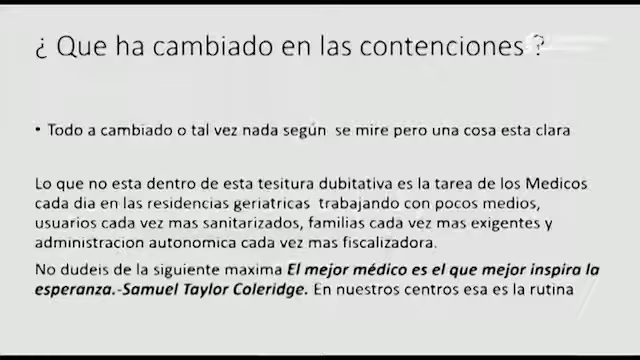 ¿ Que ha cambiado en las contenciones ?
• Todo a cambiado o tal vez nada según se mire pero una cosa esta clara
Lo que no esta dentro de esta tesitura dubitativa es la tarea de los Medicos
cada dia en las residencias geriatricas trabajando con pocos medios,
usuarios cada vez mas sanitarizados, familias cada vez mas exigentes y
administracion autonomica cada vez mas fiscalizadora.
No dudeis de la siguiente maxima El mejor médico es el que mejor inspira la
esperanza.-Samuel Taylor Coleridge. En nuestros centros esa es la rutina